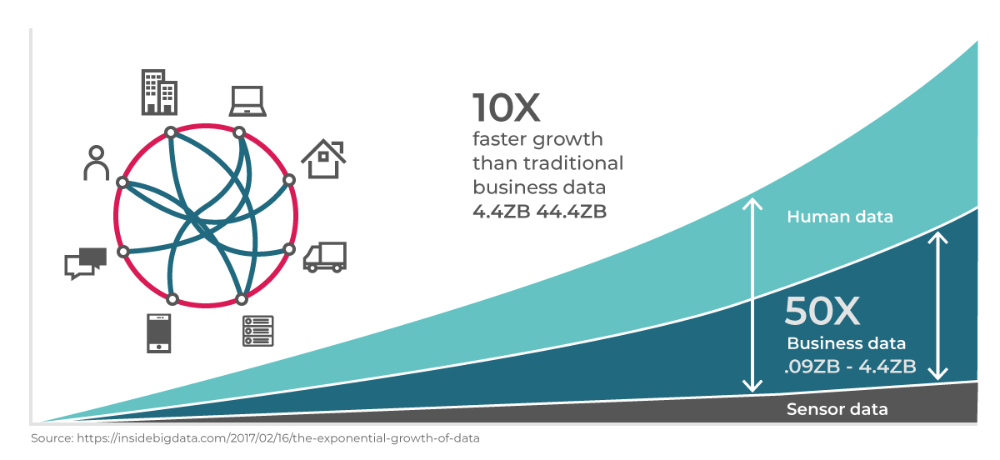 10X
faster growth
than traditional
business data
4.4ZB 44.4ZB
Human data
50X
Business data
.09ZB - 4.4ZB
Sensor data
Source: https://insidebigdata.com/2017/02/16/the-exponential-growth-of-data